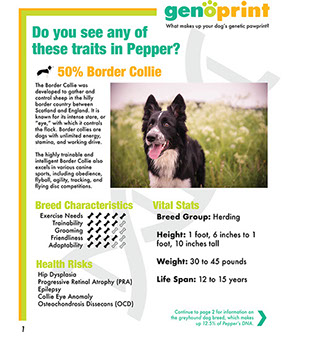 genoprint
What makes up your dog's genetic pawprint?
Do you see any of
these traits in Pepper?
50% Border Collie
The Border Collie was
developed to gather and
control sheep in the hilly
border country between
Scotland and England. It is
known for its intense stare, or
"eye," with which it controls
the flock. Border collies are
dogs with unlimited energy,
stamina, and working drive.
The highly trainable and
intelligent Border Collie also
excels in various canine
sports, including obedience,
flyball, agility, tracking, and
flying disc competitions.
Breed Characteristics
Exercise Needs
Trainability
Grooming
Friendliness
Adaptability
Health Risks
Hip Dysplasia
Progressive Retinal Atrophy (PRA)
Epilepsy
Collie Eye Anomaly
Osteochondrosis Dissecans (OCD)
Vital Stats
Breed Group: Herding
Height: 1 foot, 6 inches to 1
foot, 10 inches tall
Weight: 30 to 45 pounds
Life Span: 12 to 15 years
Continue to page 2 for information on
the greyhound dog breed, which makes
up 12.5% of Pepper's DNA.
1